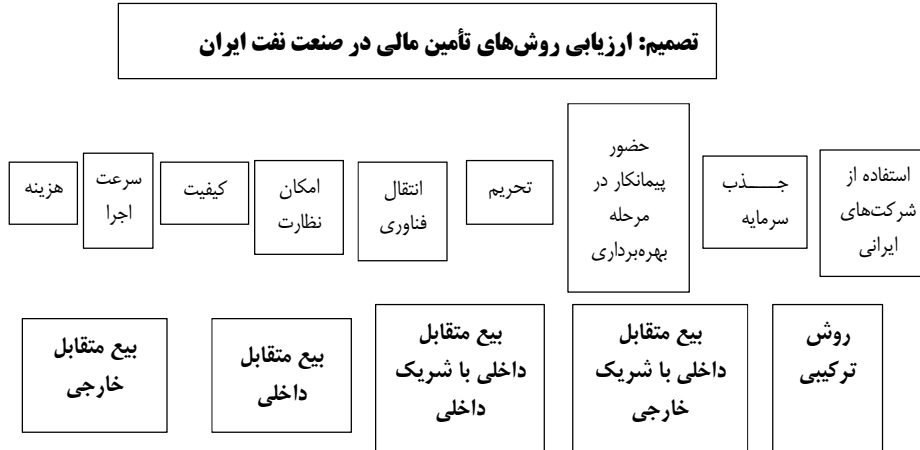 تصمیم: ارزیابی روش‌های تأمین مالی در صنعت نفت ایران
استفاده از
شرکت‌های
ایرانی
جـــــذب
سرمایه
حضور
پیمانکار در
مرحله
بهره‌برداری
تحریم
انتقال
فناوری
امکان
نظارت
کیفیت
سرعت
اجرا
هزینه
روش
ترکیبی
بیع متقابل
داخلی با شریک
خارجی
بیع متقابل
داخلی با شریک
داخلی
بیع متقابل
داخلی
بیع متقابل
خارجی